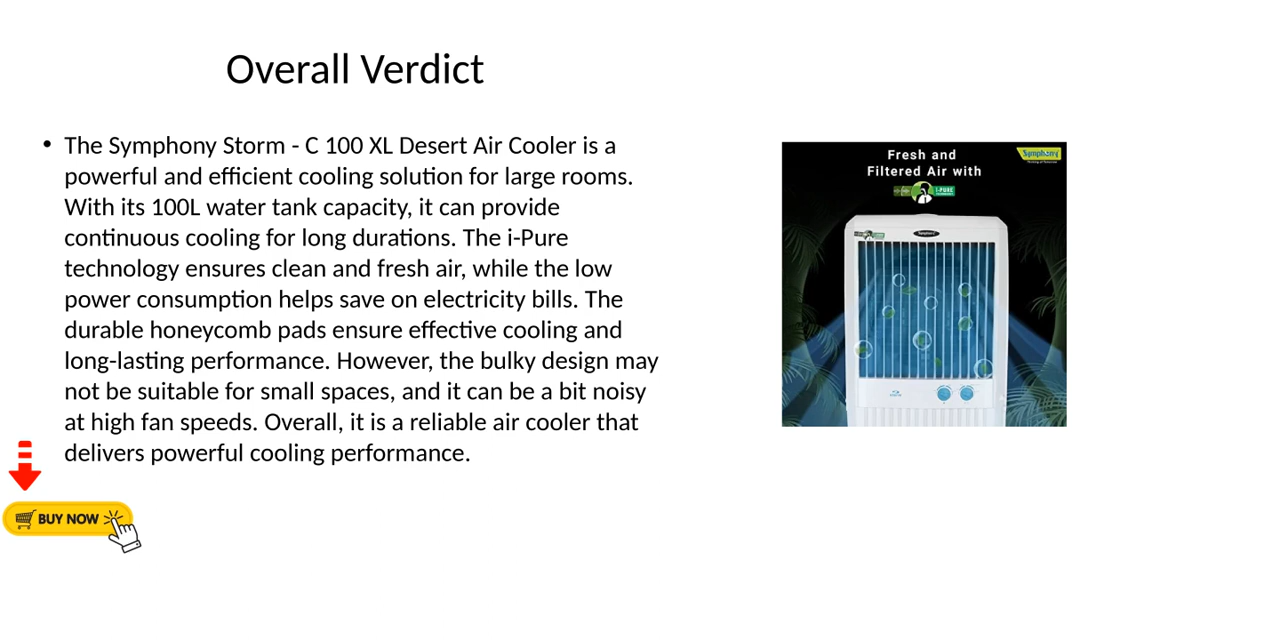 Overall Verdict
• The Symphony Storm - C 100 XL Desert Air Cooler is a
powerful and efficient cooling solution for large rooms.
With its 100L water tank capacity, it can provide
continuous cooling for long durations. The i-Pure
technology ensures clean and fresh air, while the low
power consumption helps save on electricity bills. The
durable honeycomb pads ensure effective cooling and
long-lasting performance. However, the bulky design may
not be suitable for small spaces, and it can be a bit noisy
at high fan speeds. Overall, it is a reliable air cooler that
delivers powerful cooling performance.
BUY NOW
Fresh and
Filtered Air with
i-PURE
Symphony
Symphony